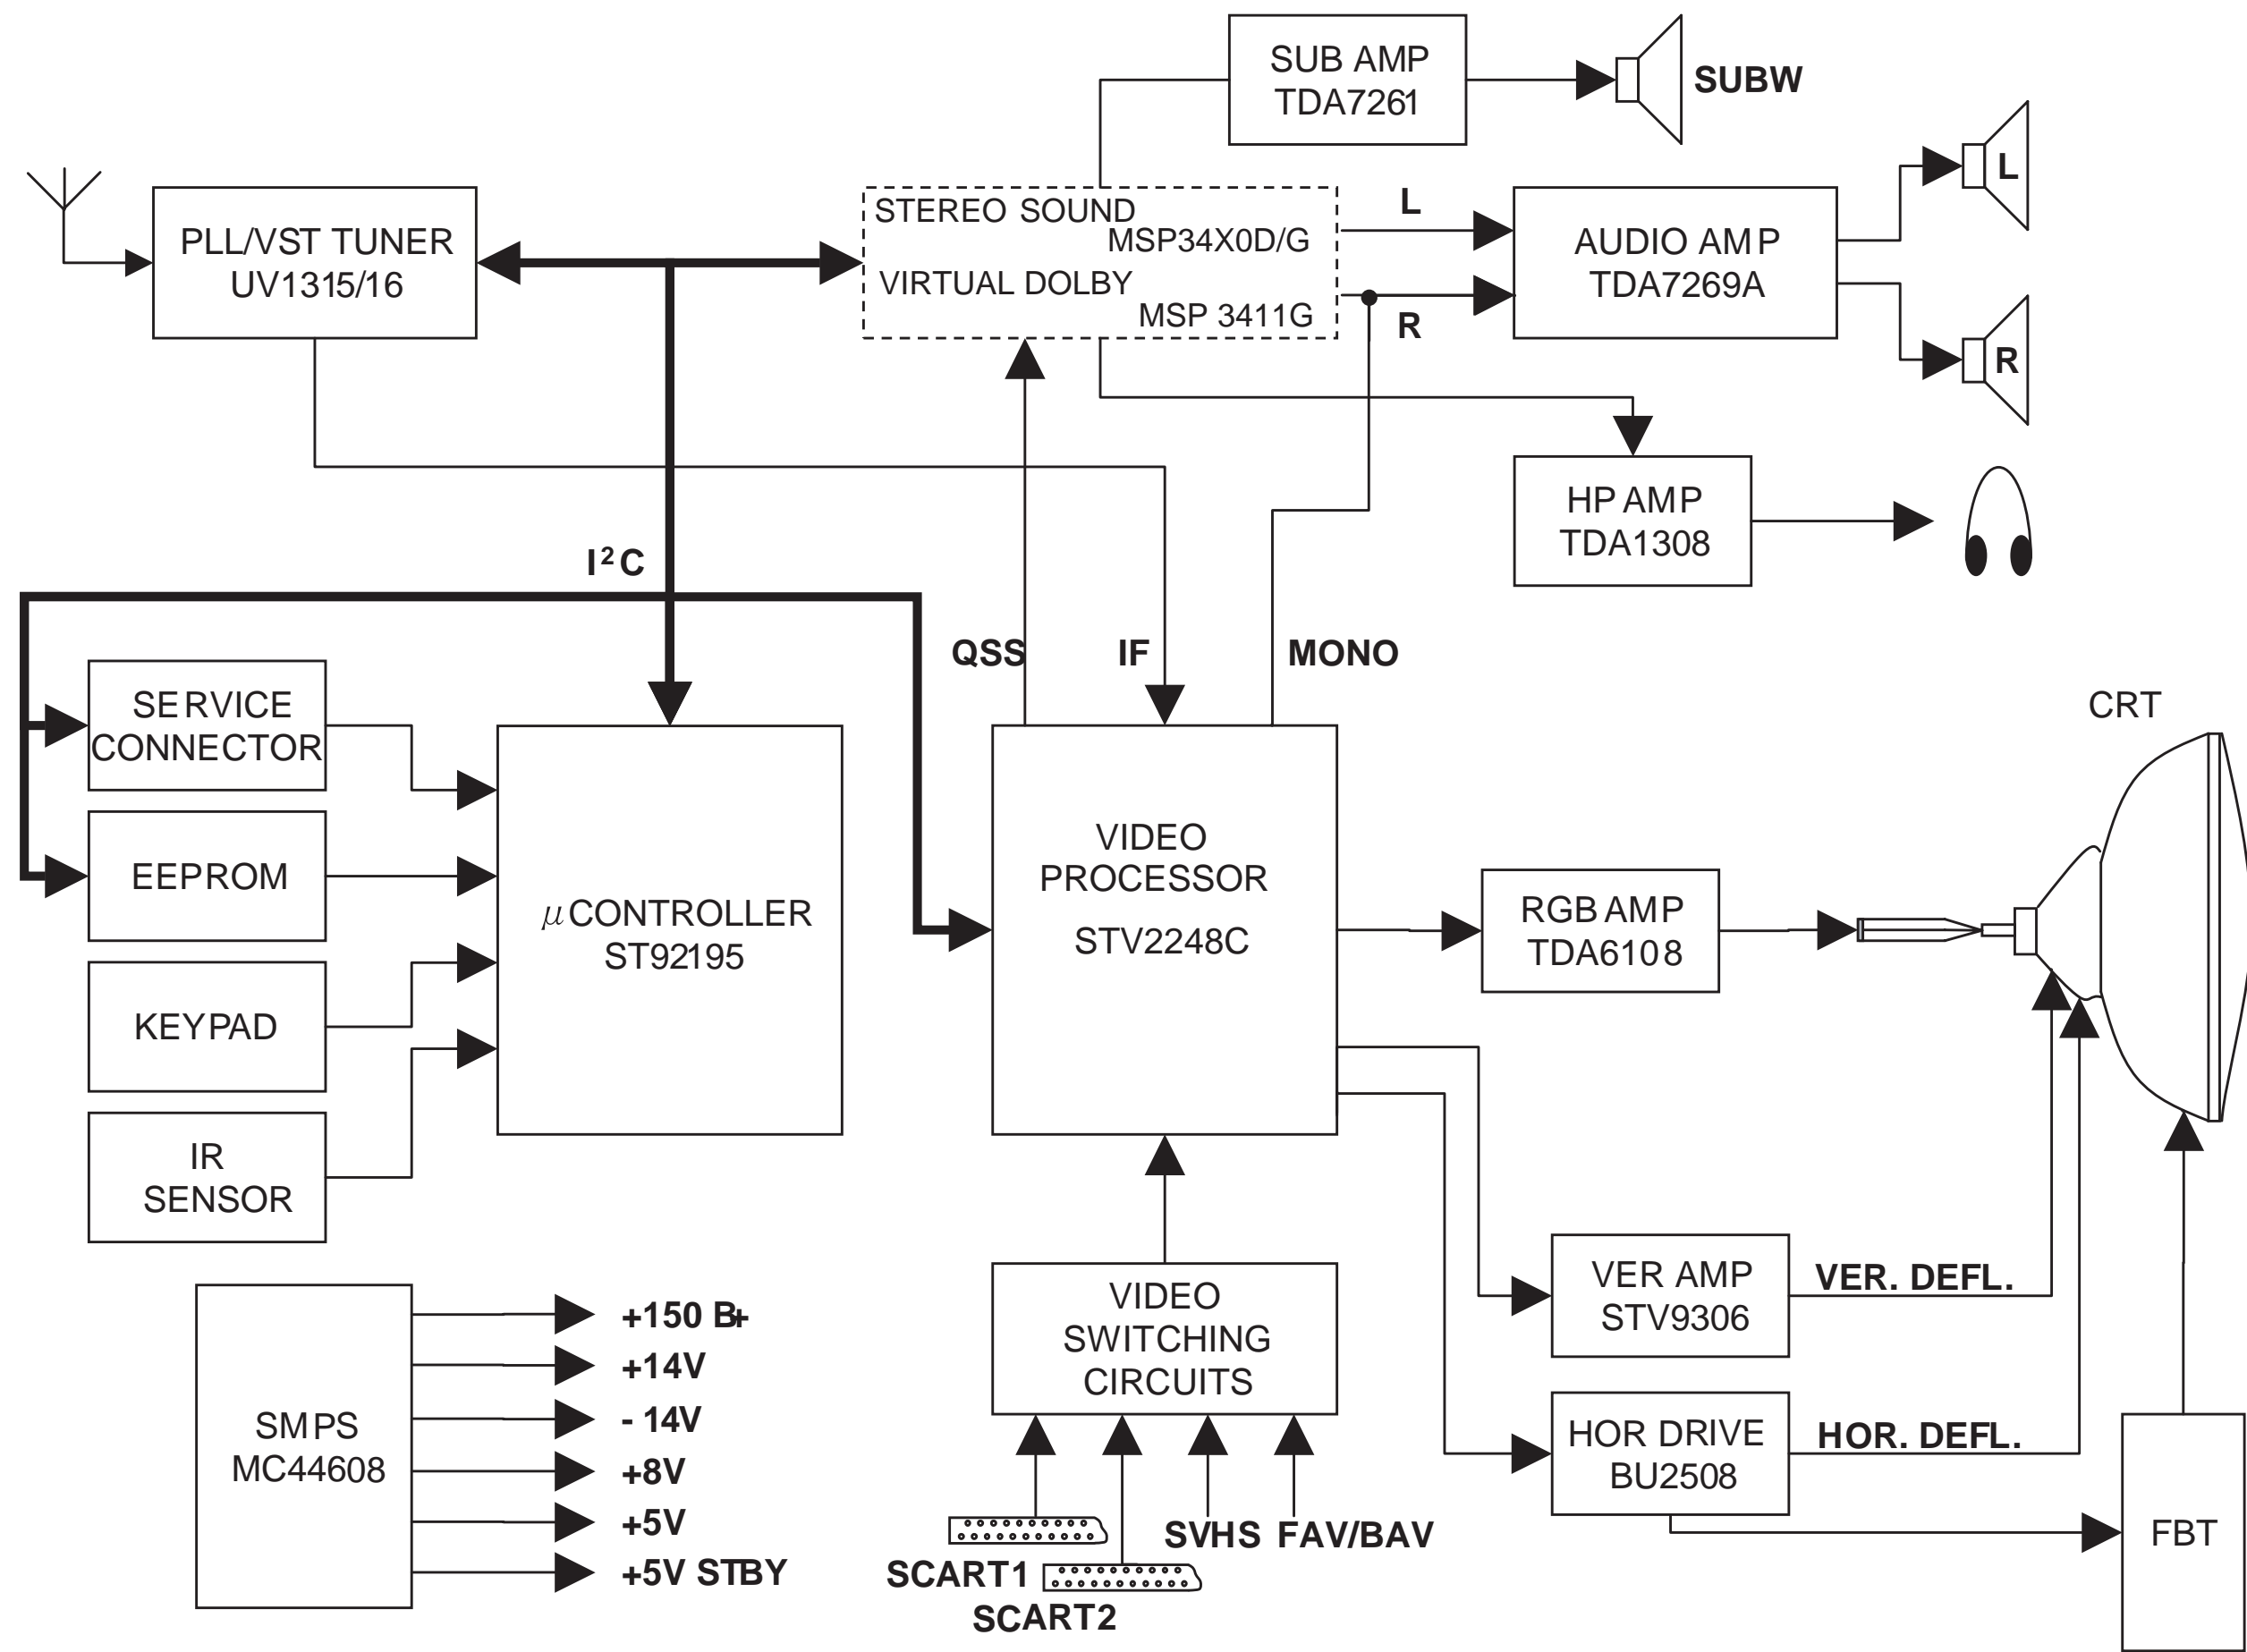 SUB AMP
TDA7261
SUBW
PLL/VST TUNER
UV1315/16
STEREO SOUND
MSP34X0D/G
VIRTUAL DOLBY
MSP 3411G
L
R
AUDIO AMP
TDA7269A
L
R
HP AMP
TDA1308
I²C
QSS
IF
MONO
SERVICE
CONNECTOR
EEPROM
KEYPAD
IR
SENSOR
μCONTROLLER
ST92195
VIDEO
PROCESSOR
STV2248C
RGB AMP
TDA6108
CRT
VER AMP
STV9306
VER. DEFL.
HOR DRIVE
BU2508
HOR. DEFL.
FBT
VIDEO
SWITCHING
CIRCUITS
SVHS FAV/BAV
SCART1
SCART2
SMPS
MC44608
+150 B+
+14V
- 14V
+8V
+5V
+5V STBY